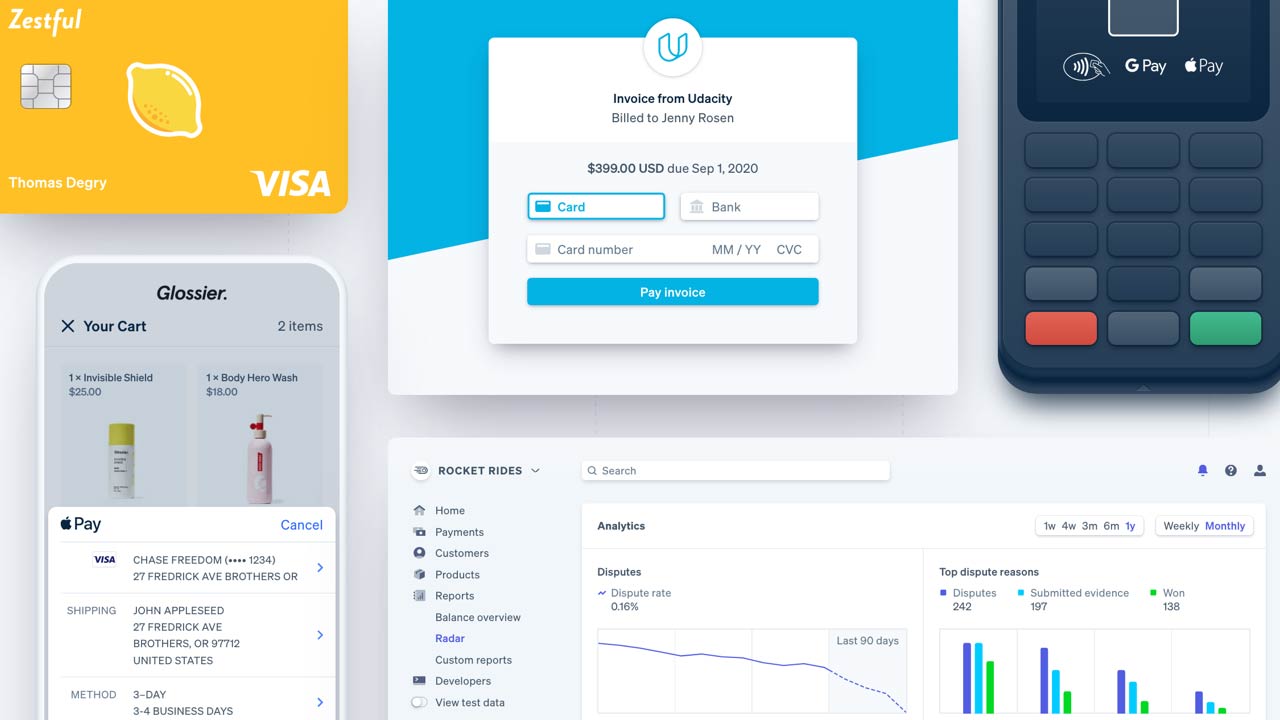 Zestful
Thomas Degry
VISA
Invoice from Udacity
Billed to Jenny Rosen
$399.00 USD due Sep 1, 2020
Card
Bank
Card number MM / YY CVC
Pay invoice
G Pay Pay
Glossier.
Your Cart 2 items
1 × Invisible Shield
$25.00
1 × Body Hero Wash
$18.00
Pay Cancel
VISA CHASE FREEDOM (•••• 1234)
27 FREDRICK AVE BROTHERS OR
SHIPPING JOHN APPLESEED
27 FREDRICK AVE
BROTHERS, OR 97712
UNITED STATES
METHOD 3–DAY
3-4 BUSINESS DAYS
ROCKET RIDES
Search
Home
Payments
Customers
Products
Reports
Balance overview
Radar
Custom reports
Developers
View test data
Analytics
1w 4w 3m 6m 1y
Weekly Monthly
Disputes
Dispute rate
0.16%
Last 90 days
Top dispute reasons
Disputes
242
Submitted evidence
197
Won
138